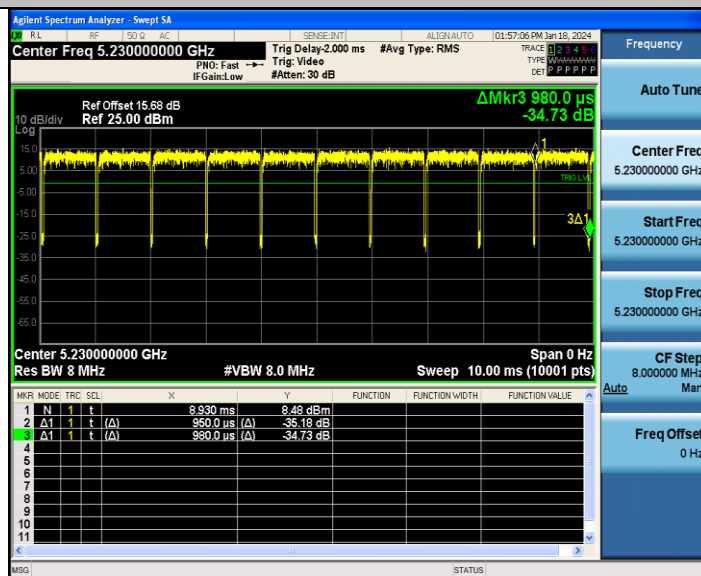 Agilent Spectrum Analyzer - Swept SA
RL RF 50 Ω AC SENSE:INT ALIGN AUTO 01:57:06 PM Jan 18, 2024
Center Freq 5.230000000 GHz
PNO: Fast
IFGain:Low
Trig Delay-2.000 ms
Trig: Video
#Atten: 30 dB
#Avg Type: RMS
TRACE 1 2 3 4 5 6
TYPE WWWWWW
DET P P P P P P
Ref Offset 15.68 dB
10 dB/div Ref 25.00 dBm
Log
ΔMkr3 980.0 µs
-34.73 dB
15.0
5.00
-5.00
-15.0
-25.0
-35.0
-45.0
-55.0
-65.0
1
TRIG LVL
3Δ1
Center 5.230000000 GHz Span 0 Hz
Res BW 8 MHz #VBW 8.0 MHz Sweep 10.00 ms (10001 pts)
MKR MODE TRC SCL X Y FUNCTION FUNCTION WIDTH FUNCTION VALUE
1 N 1 t 8.930 ms 8.48 dBm
2 Δ1 1 t (Δ) 950.0 µs (Δ) -35.18 dB
3 Δ1 1 t (Δ) 980.0 µs (Δ) -34.73 dB
4
5
6
7
8
9
10
11
MSG STATUS
Frequency
Auto Tune
Center Freq
5.230000000 GHz
Start Freq
5.230000000 GHz
Stop Freq
5.230000000 GHz
CF Step
8.000000 MHz
Auto Man
Freq Offset
0 Hz